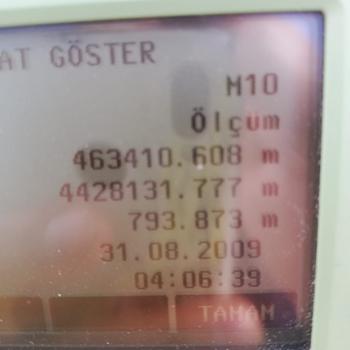 AT GÖSTER
M10
Ölçüm
463410.608 m
4428131.777 m
793.873 m
31.08.2009
04:06:39
TAMAM